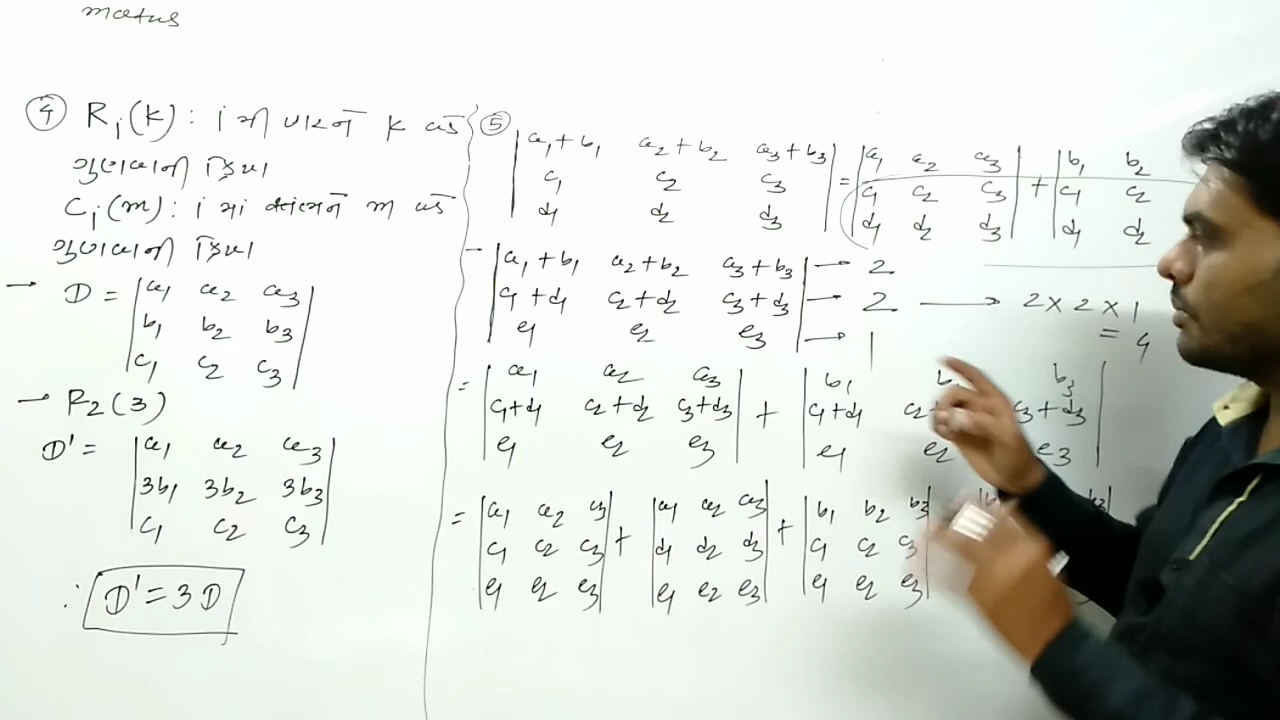 ④ Rᵢ(k) : i મી હારને k વડે
ગુણવાની ક્રિયા
Cᵢ(m) : i માં સ્તંભને m વડે
ગુણવાની ક્રિયા
→ D = | a₁ a₂ a₃ |
| b₁ b₂ b₃ |
| c₁ c₂ c₃ |
→ R₂(3)
D' = | a₁ a₂ a₃ |
| 3b₁ 3b₂ 3b₃ |
| c₁ c₂ c₃ |
∴ D' = 3D
⑤ | a₁+b₁ a₂+b₂ a₃+b₃ | = | a₁ a₂ a₃ | + | b₁ b₂
| c₁ c₂ c₃ | | c₁ c₂ c₃ | | c₁ c₂
| d₁ d₂ d₃ | | d₁ d₂ d₃ | | d₁ d₂
- | a₁+b₁ a₂+b₂ a₃+b₃ | → 2
| c₁+d₁ c₂+d₂ c₃+d₃ | → 2 → 2×2×1
| e₁ e₂ e₃ | → 1 = 4
= | a₁ a₂ a₃ | + | b₁ b b₃ |
| c₁+d₁ c₂+d₂ c₃+d₃ | | c₁+d₁ c₂+ c₃+d₃ |
| e₁ e₂ e₃ | | e₁ e₂ e₃ |
= | a₁ a₂ a₃ | + | a₁ a₂ a₃ | + | b₁ b₂ b₃ |
| c₁ c₂ c₃ | | d₁ d₂ d₃ | | c₁ c₂ c₃ |
| e₁ e₂ e₃ | | e₁ e₂ e₃ | | e₁ e₂ e₃ |